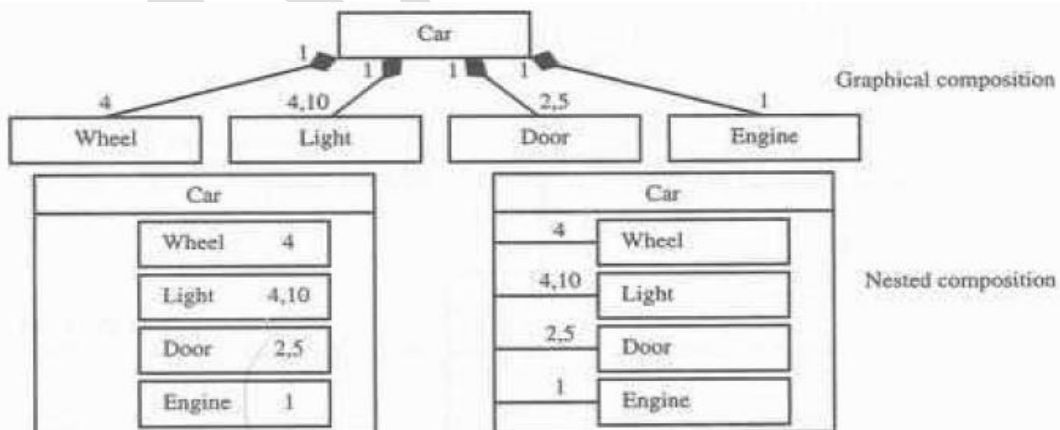 Car
1 1 1 1
Graphical composition
4 4,10 2,5 1
Wheel Light Door Engine
Car
Wheel 4
Light 4,10
Door 2,5
Engine 1
Car
4 Wheel
4,10 Light
2,5 Door
1 Engine
Nested composition